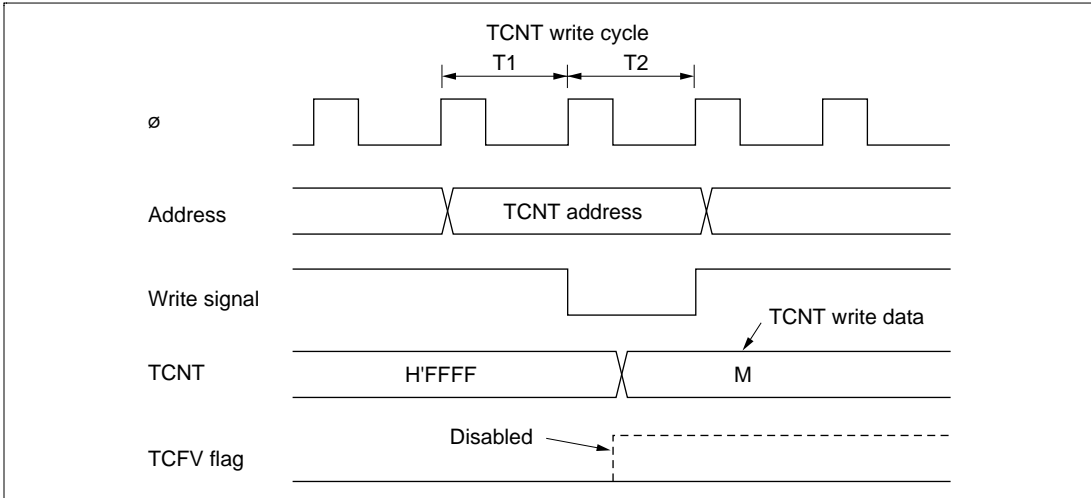 TCNT write cycle
T1 T2
ø
Address
TCNT address
Write signal
TCNT write data
TCNT
H'FFFF
M
Disabled
TCFV flag